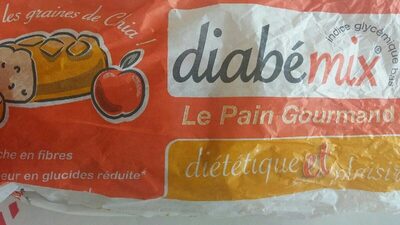 les graines de Cria !
diabémix®
indice glycémique bas
Le Pain Gourmand
che en fibres
diététique et plaisir
eur en glucides réduite*